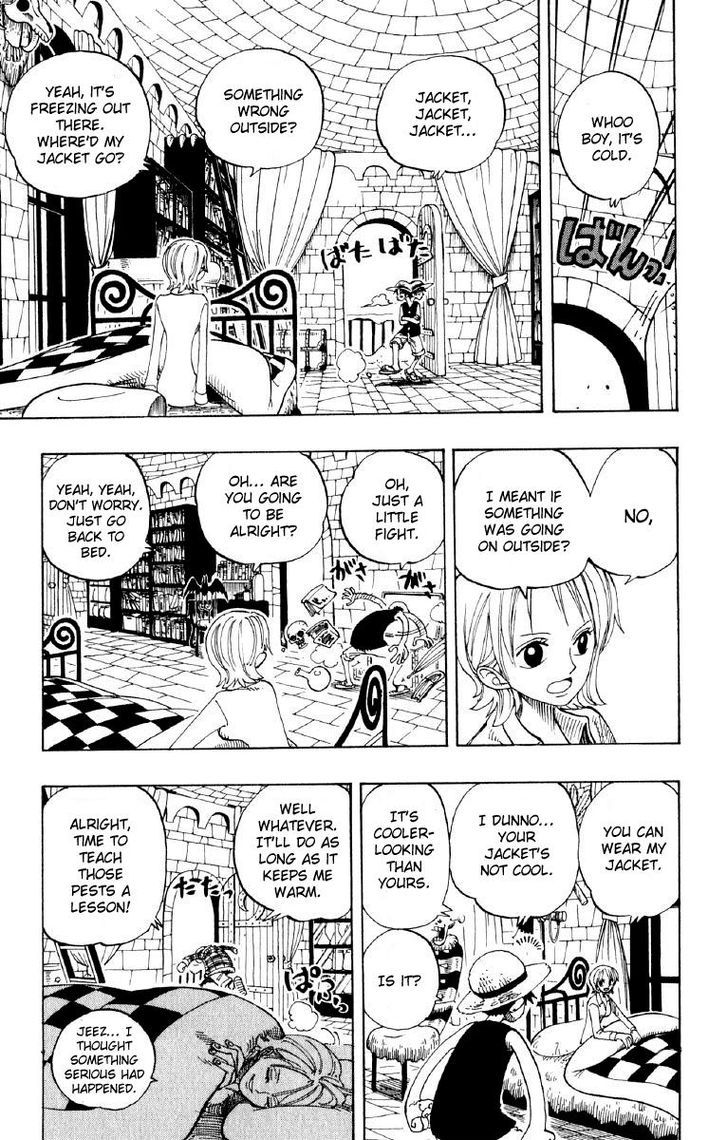 WHOO
BOY, IT'S
COLD.
ばんっ!
JACKET,
JACKET,
JACKET...
SOMETHING
WRONG
OUTSIDE?
YEAH, IT'S
FREEZING OUT
THERE.
WHERE'D MY
JACKET GO?
ばたばた
NO,
I MEANT IF
SOMETHING
WAS GOING
ON OUTSIDE?
OH,
JUST A
LITTLE
FIGHT.
OH... ARE
YOU GOING
TO BE
ALRIGHT?
YEAH, YEAH,
DON'T WORRY.
JUST GO
BACK TO
BED.
がさ
がさ
YOU CAN
WEAR MY
JACKET.
I DUNNO...
YOUR
JACKET'S
NOT COOL.
IT'S
COOLER-
LOOKING
THAN
YOURS.
IS IT?
WELL
WHATEVER.
IT'LL DO AS
LONG AS IT
KEEPS ME
WARM.
ALRIGHT,
TIME TO
TEACH
THOSE
PESTS A
LESSON!
だだっ
ぱふっ
JEEZ... I
THOUGHT
SOMETHING
SERIOUS HAD
HAPPENED.